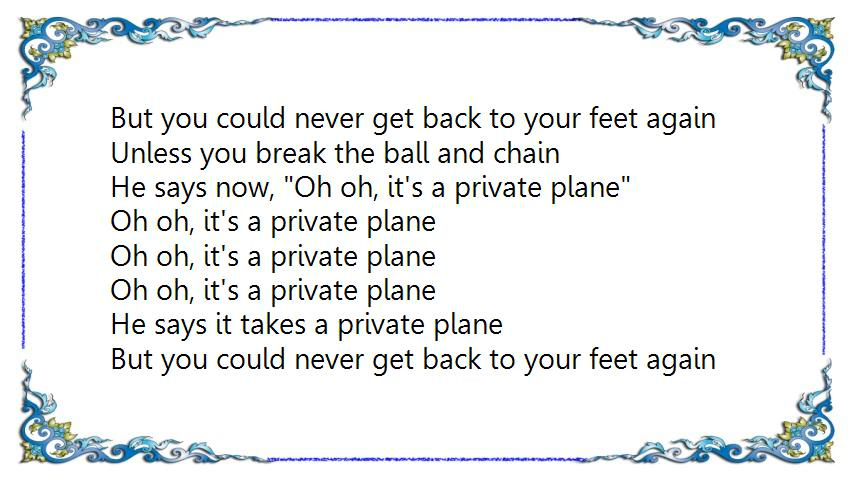 But you could never get back to your feet again
Unless you break the ball and chain
He says now, "Oh oh, it's a private plane"
Oh oh, it's a private plane
Oh oh, it's a private plane
Oh oh, it's a private plane
He says it takes a private plane
But you could never get back to your feet again